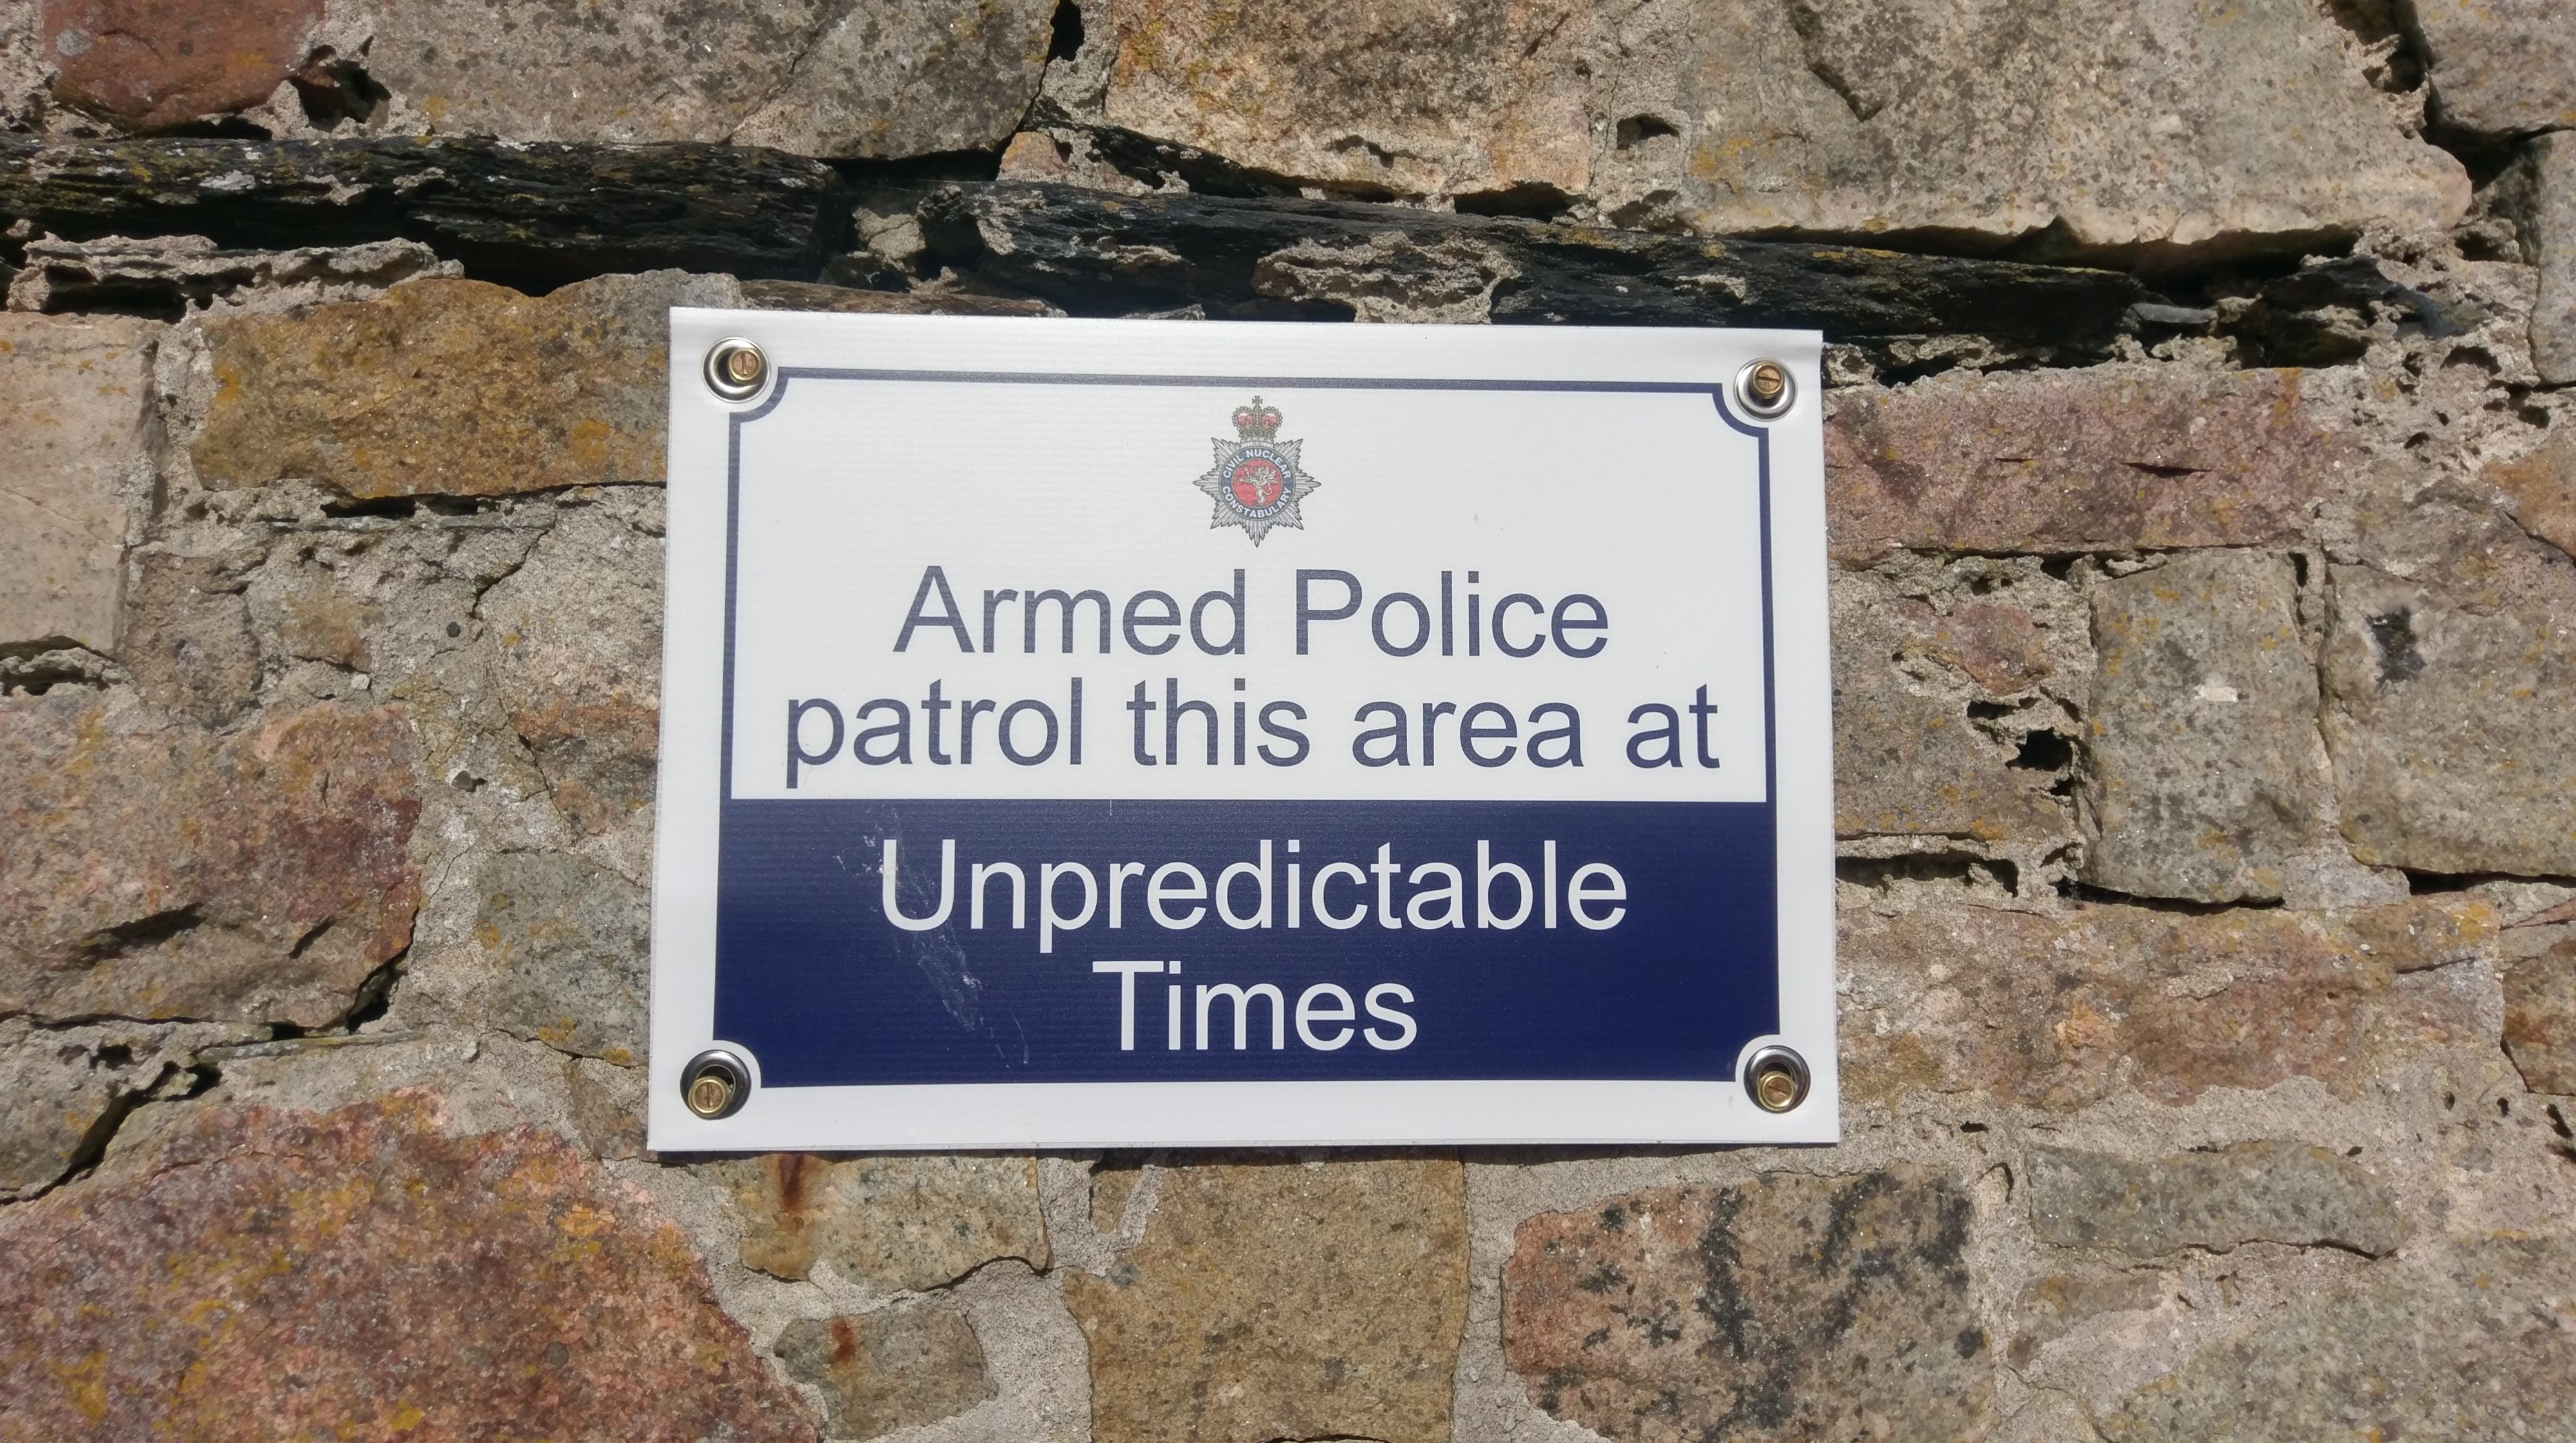 CIVIL NUCLEAR
CONSTABULARY
Armed Police
patrol this area at
Unpredictable
Times